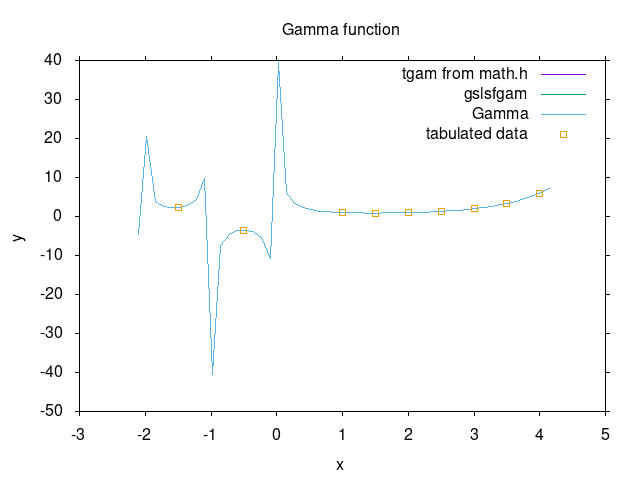 Gamma function
40
30
20
10
0
-10
-20
-30
-40
-50
y
tgam from math.h
gslsfgam
Gamma
tabulated data
-3 -2 -1 0 1 2 3 4 5
x